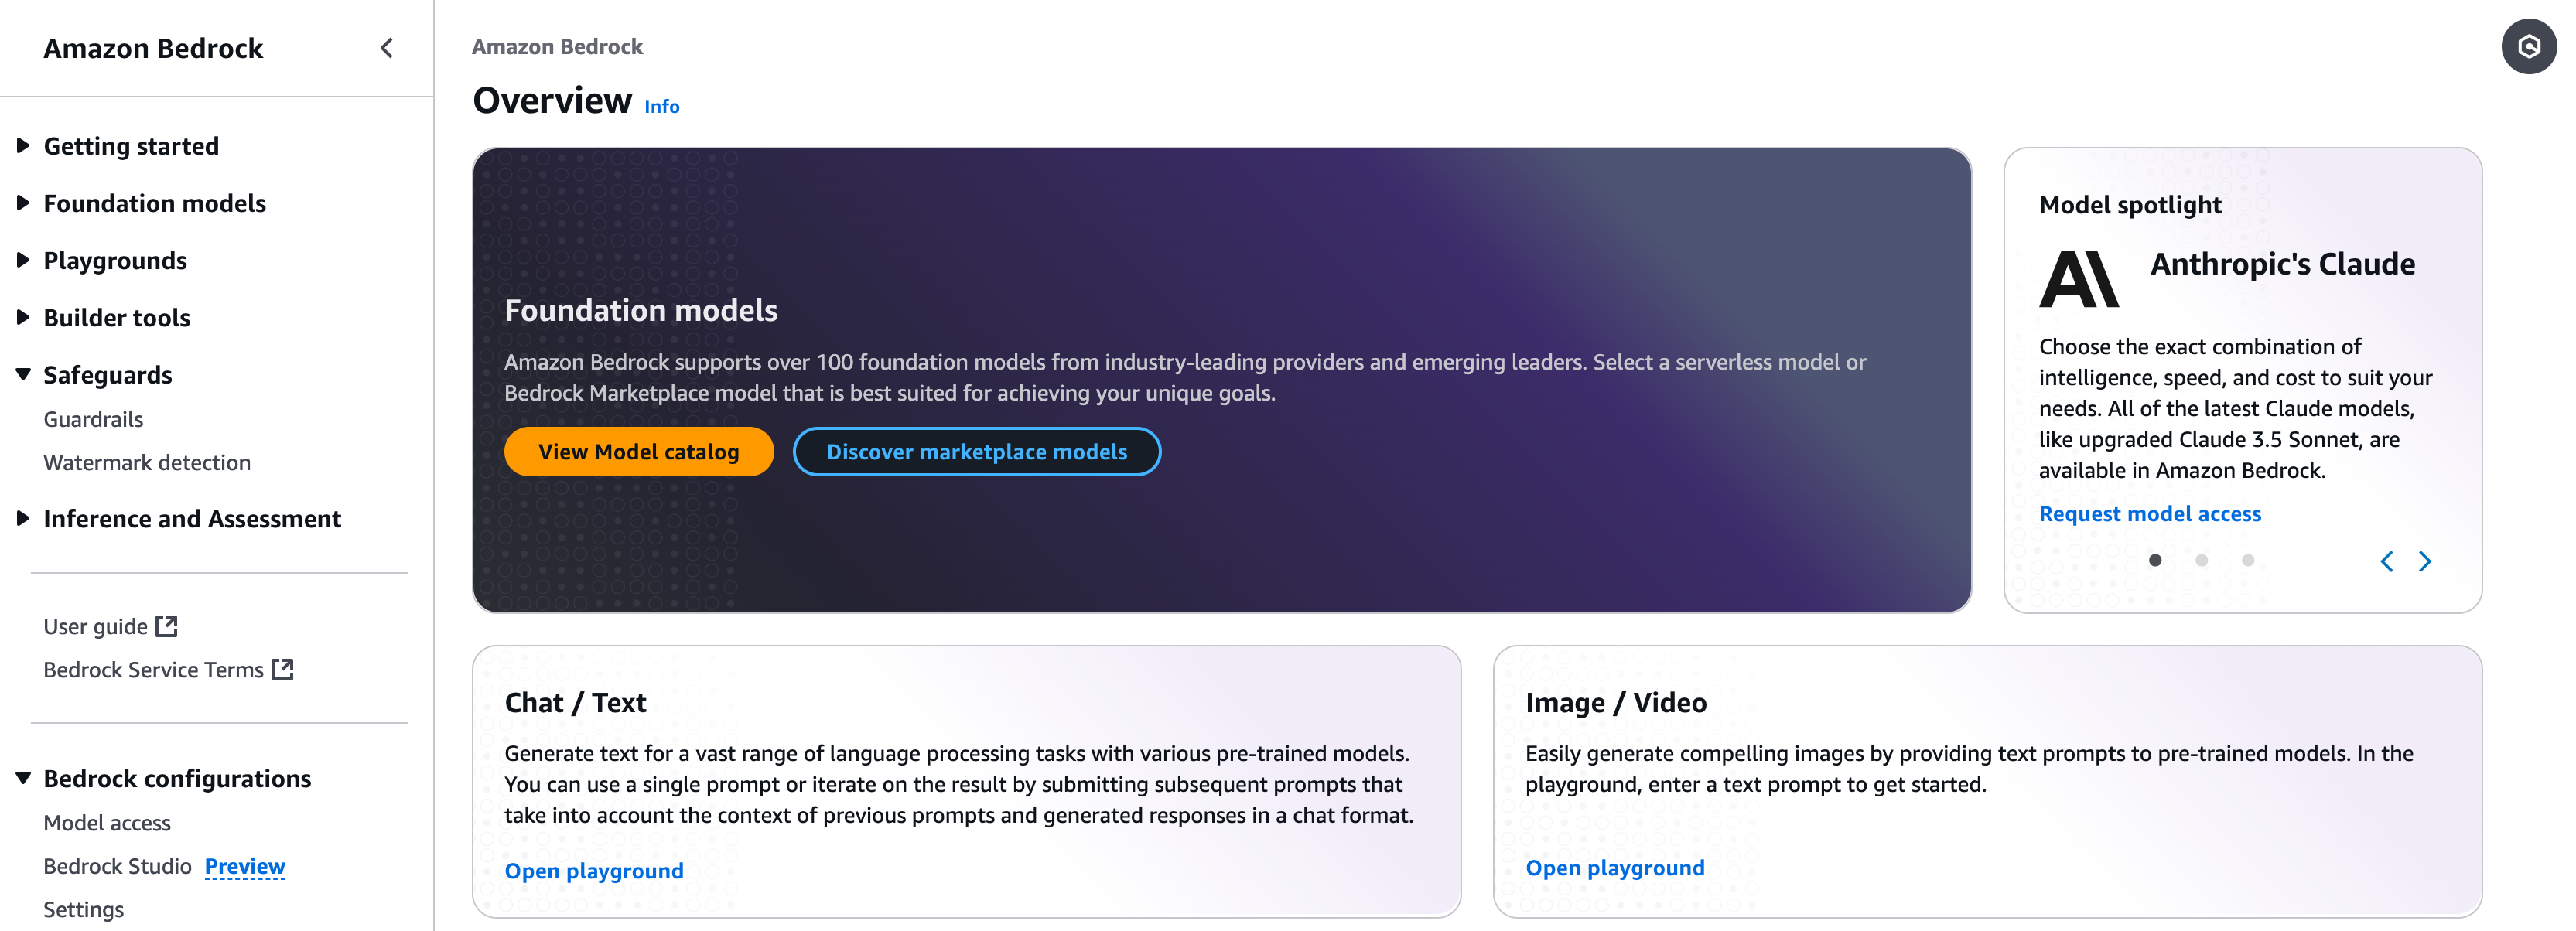 Amazon Bedrock
Getting started
Foundation models
Playgrounds
Builder tools
Safeguards
Guardrails
Watermark detection
Inference and Assessment
User guide
Bedrock Service Terms
Bedrock configurations
Model access
Bedrock Studio Preview
Settings
Amazon Bedrock
Overview Info
Foundation models
Amazon Bedrock supports over 100 foundation models from industry-leading providers and emerging leaders. Select a serverless model or
Bedrock Marketplace model that is best suited for achieving your unique goals.
View Model catalog
Discover marketplace models
Model spotlight
Anthropic's Claude
Choose the exact combination of
intelligence, speed, and cost to suit your
needs. All of the latest Claude models,
like upgraded Claude 3.5 Sonnet, are
available in Amazon Bedrock.
Request model access
Chat / Text
Generate text for a vast range of language processing tasks with various pre-trained models.
You can use a single prompt or iterate on the result by submitting subsequent prompts that
take into account the context of previous prompts and generated responses in a chat format.
Open playground
Image / Video
Easily generate compelling images by providing text prompts to pre-trained models. In the
playground, enter a text prompt to get started.
Open playground